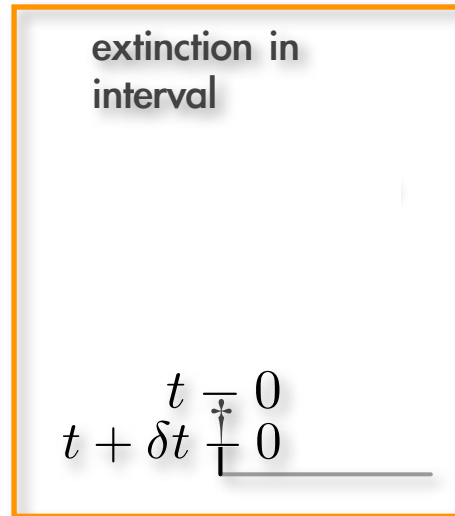 extinction in
interval
t 0
†
t + δt 0